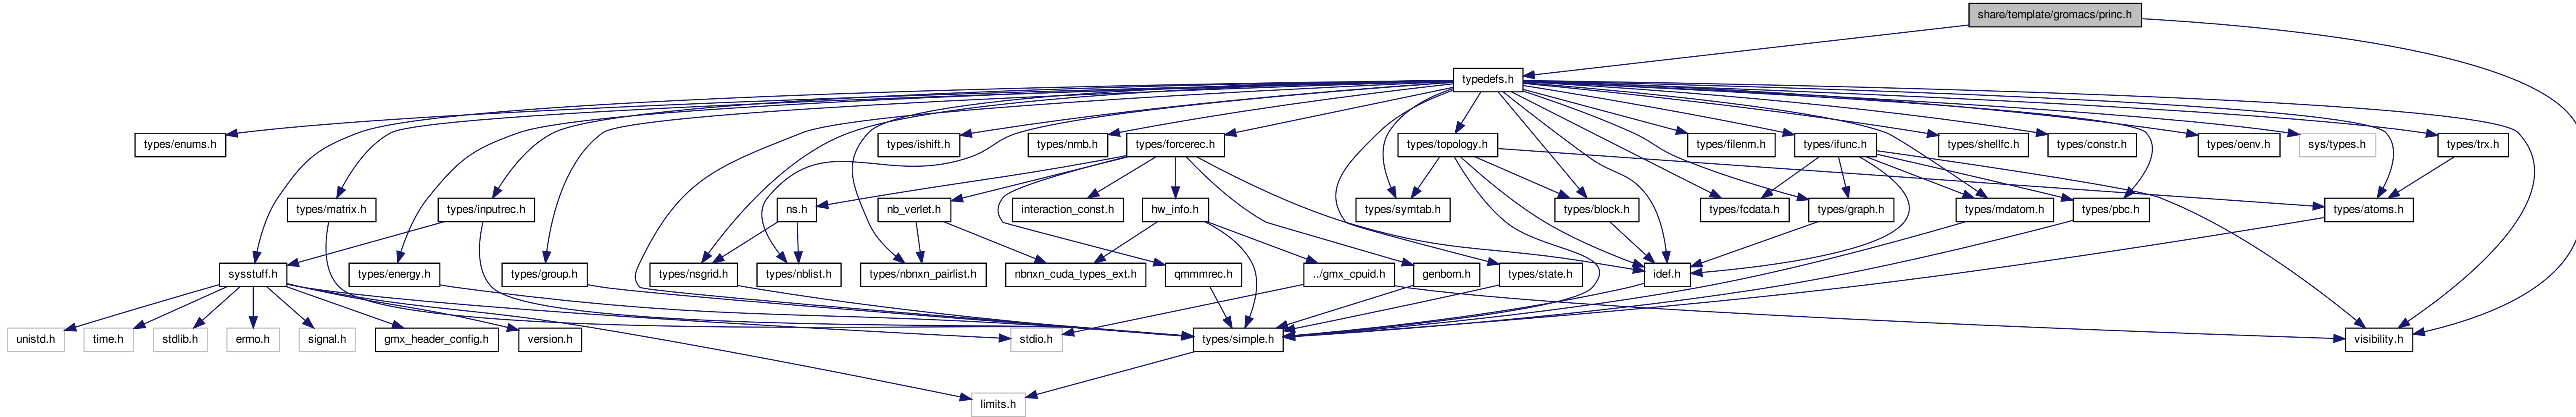 share/template/gromacs/princ.h
typedefs.h
types/enums.h
types/ishift.h
types/nrnb.h
types/forcerec.h
types/topology.h
types/filenm.h
types/ifunc.h
types/shellfc.h
types/constr.h
types/oenv.h
sys/types.h
types/trx.h
types/matrix.h
types/inputrec.h
ns.h
nb_verlet.h
interaction_const.h
hw_info.h
types/symtab.h
types/block.h
types/fcdata.h
types/graph.h
types/mdatom.h
types/pbc.h
types/atoms.h
sysstuff.h
types/energy.h
types/group.h
types/nsgrid.h
types/nblist.h
types/nbnxn_pairlist.h
nbnxn_cuda_types_ext.h
qmmmrec.h
../gmx_cpuid.h
genborn.h
types/state.h
idef.h
unistd.h
time.h
stdlib.h
errno.h
signal.h
gmx_header_config.h
version.h
stdio.h
types/simple.h
visibility.h
limits.h